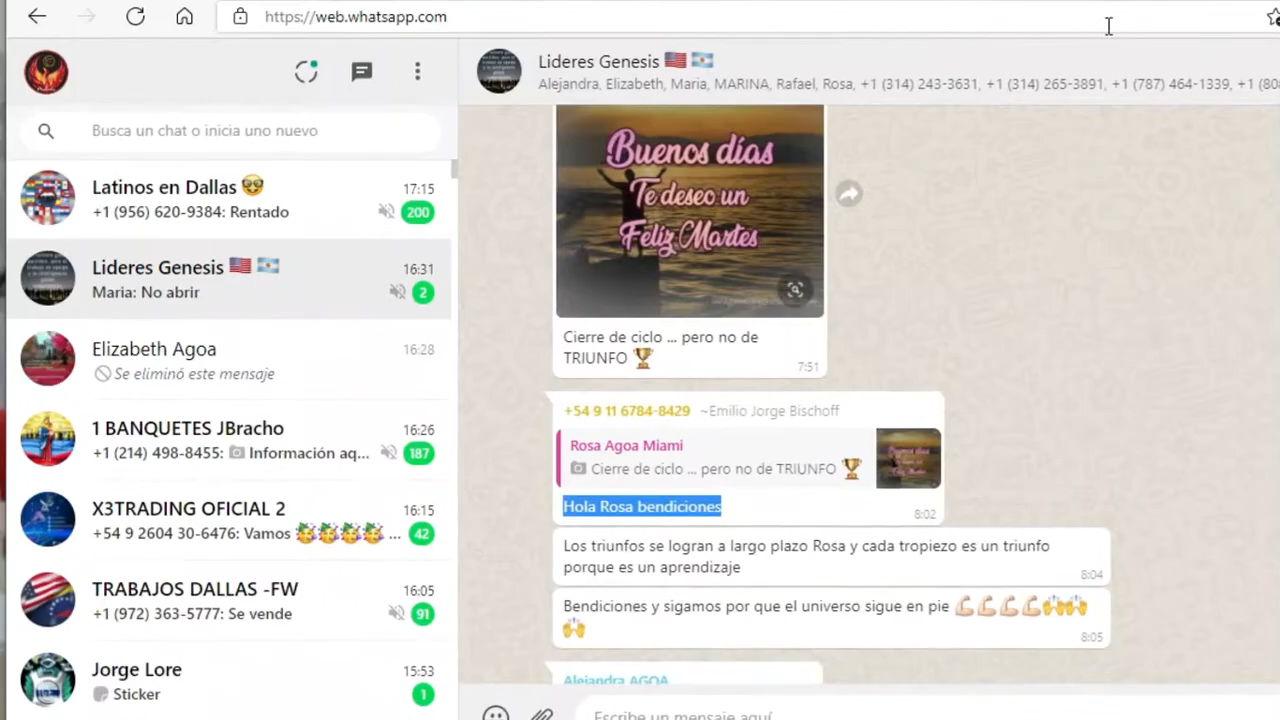 https://web.whatsapp.com
Busca un chat o inicia uno nuevo
Latinos en Dallas
17:15
+1 (956) 620-9384: Rentado
200
Lideres Genesis
16:31
Maria: No abrir
2
Elizabeth Agoa
16:28
Se eliminó este mensaje
1 BANQUETES JBracho
16:26
+1 (214) 498-8455: Información aq...
187
X3TRADING OFICIAL 2
16:15
+54 9 2604 30-6476: Vamos ...
42
TRABAJOS DALLAS -FW
16:05
+1 (972) 363-5777: Se vende
91
Jorge Lore
15:53
Sticker
1
Lideres Genesis
Alejandra, Elizabeth, Maria, MARINA, Rafael, Rosa, +1 (314) 243-3631, +1 (314) 265-3891, +1 (787) 464-1339, +1 (80
Buenos días
Te deseo un
Felíz Martes
Cierre de ciclo ... pero no de
TRIUNFO
7:51
+54 9 11 6784-8429 ~Emilio Jorge Bischoff
Rosa Agoa Miami
Cierre de ciclo ... pero no de TRIUNFO
Hola Rosa bendiciones
8:02
Los triunfos se logran a largo plazo Rosa y cada tropiezo es un triunfo
porque es un aprendizaje
8:04
Bendiciones y sigamos por que el universo sigue en pie
8:05
Alejandra AGOA
Escribe un mensaje aquí